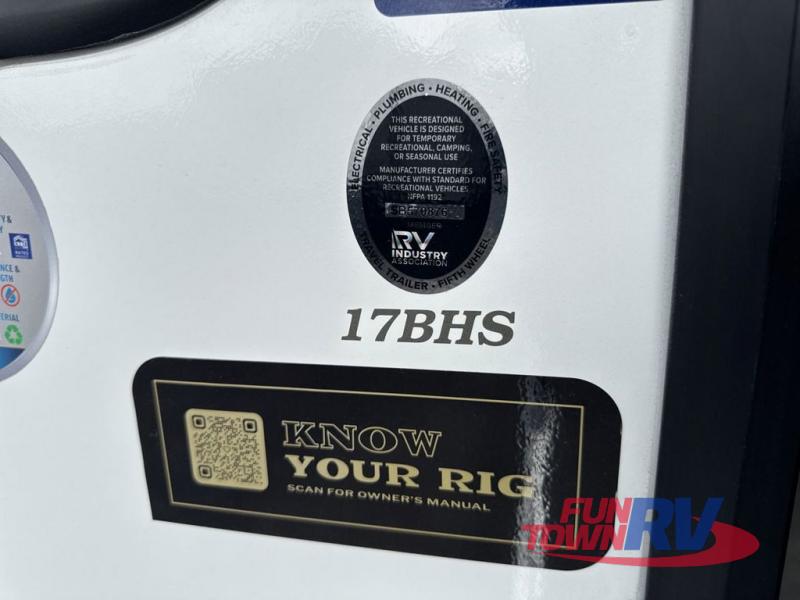 ELECTRICAL • PLUMBING • HEATING • FIRE SAFETY
THIS RECREATIONAL
VEHICLE IS DESIGNED
FOR TEMPORARY
RECREATIONAL, CAMPING,
OR SEASONAL USE
MANUFACTURER CERTIFIES
COMPLIANCE WITH STANDARD FOR
RECREATIONAL VEHICLES
NFPA 1192
MEMBER
RV
INDUSTRY
ASSOCIATION
TRAVEL TRAILER • FIFTH WHEEL
17BHS
KNOW
YOUR RIG
SCAN FOR OWNER'S MANUAL
FUN
TOWN
RV